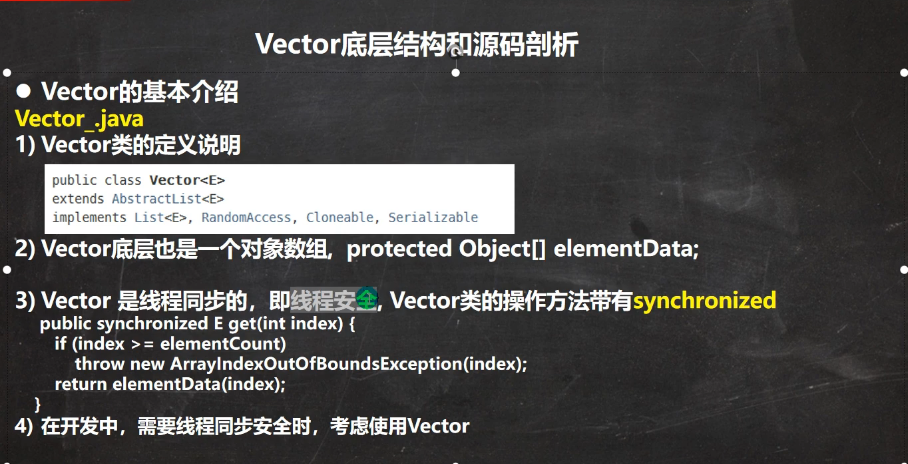 Vector底层结构和源码剖析
● Vector的基本介绍
Vector_.java
1) Vector类的定义说明
public class Vector<E>
extends AbstractList<E>
implements List<E>, RandomAccess, Cloneable, Serializable
2) Vector底层也是一个对象数组, protected Object[] elementData;
3) Vector 是线程同步的，即线程安全, Vector类的操作方法带有synchronized
public synchronized E get(int index) {
if (index >= elementCount)
throw new ArrayIndexOutOfBoundsException(index);
return elementData(index);
}
4) 在开发中，需要线程同步安全时，考虑使用Vector